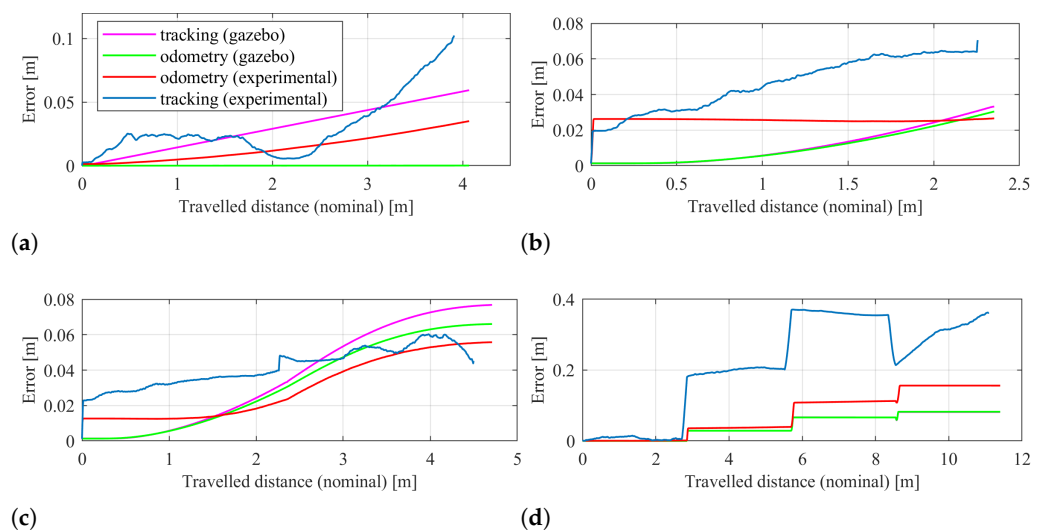 0.1
0.05
0
Error [m]
tracking (gazebo)
odometry (gazebo)
odometry (experimental)
tracking (experimental)
0 1 2 3 4
Travelled distance (nominal) [m]
(a)
0.08
0.06
0.04
0.02
0
Error [m]
0 0.5 1 1.5 2 2.5
Travelled distance (nominal) [m]
(b)
0.08
0.06
0.04
0.02
0
Error [m]
0 1 2 3 4 5
Travelled distance (nominal) [m]
(c)
0.4
0.2
0
Error [m]
0 2 4 6 8 10 12
Travelled distance (nominal) [m]
(d)